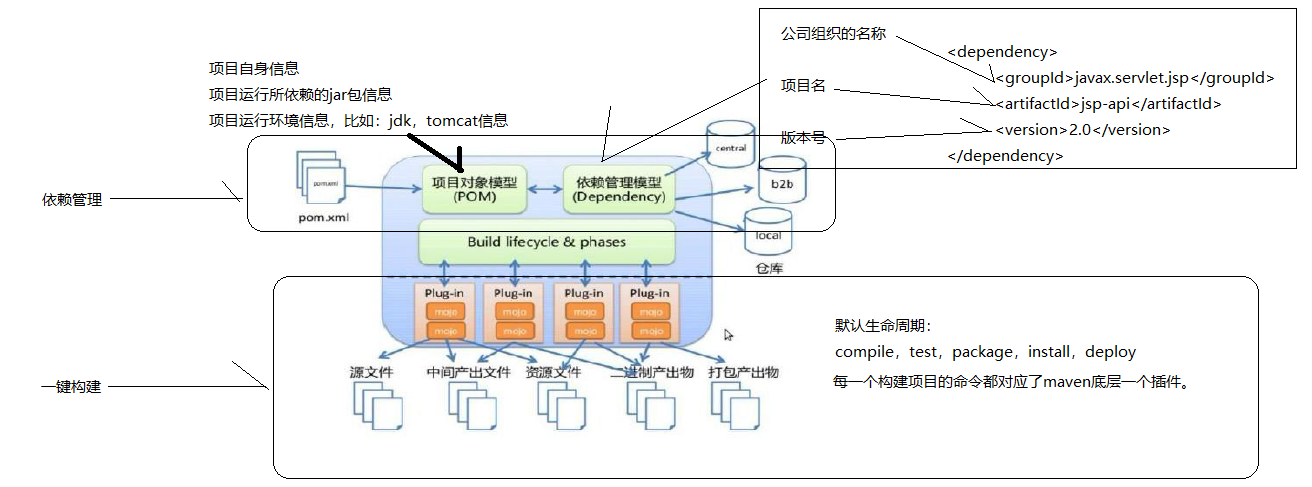 公司组织的名称
<dependency>
<groupId>javax.servlet.jsp</groupId>
项目名
<artifactId>jsp-api</artifactId>
版本号
<version>2.0</version>
</dependency>
项目自身信息
项目运行所依赖的jar包信息
项目运行环境信息，比如：jdk，tomcat信息
依赖管理
pom.xml
pom.xml
项目对象模型
(POM)
依赖管理模型
(Dependency)
central
b2b
local
仓库
Build lifecycle & phases
Plug-in
mojo
mojo
Plug-in
mojo
mojo
Plug-in
mojo
mojo
Plug-in
mojo
mojo
一键构建
源文件
中间产出文件
资源文件
二进制产出物
打包产出物
默认生命周期：
compile，test，package，install，deploy
每一个构建项目的命令都对应了maven底层一个插件。